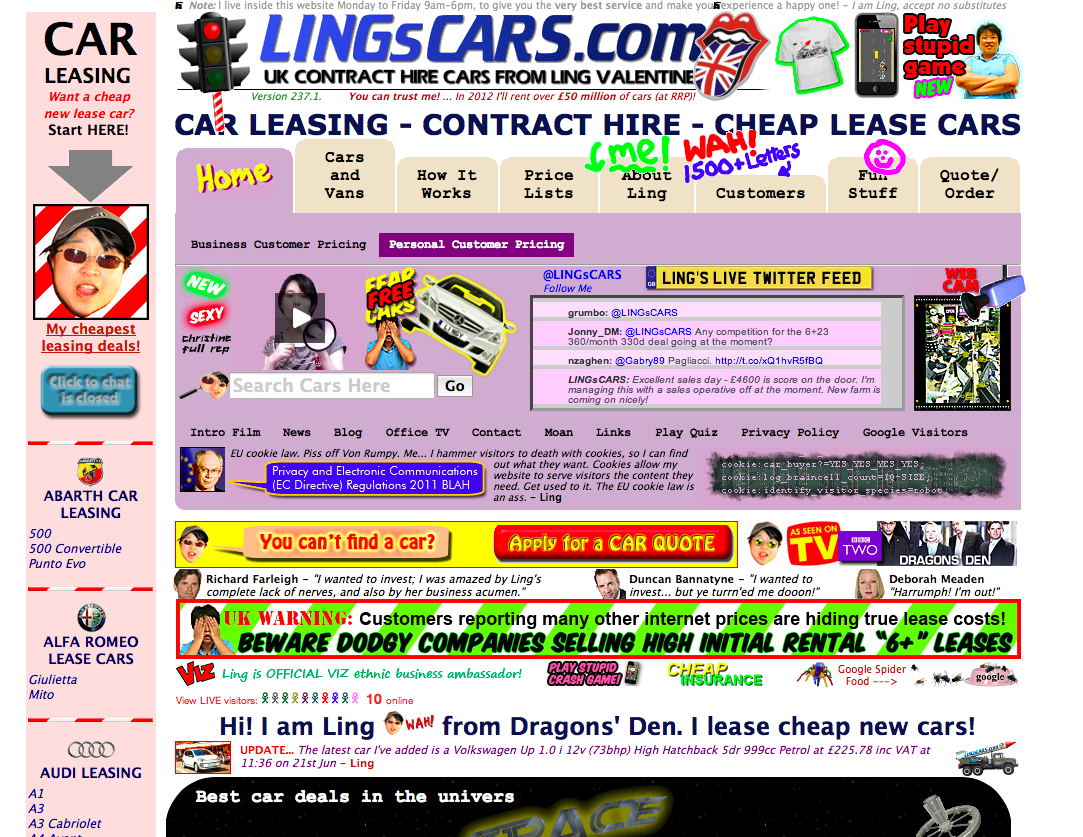 Note: I live inside this website Monday to Friday 9am–6pm, to give you the very best service and make your experience a happy one! – I am Ling, accept no substitutes
CAR
LEASING
Want a cheap
new lease car?
Start HERE!
My cheapest
leasing deals!
Click to chat
is closed
ABARTH CAR
LEASING
500
500 Convertible
Punto Evo
ALFA ROMEO
LEASE CARS
Giulietta
Mito
AUDI LEASING
A1
A3
A3 Cabriolet
A4 Avant
LINGsCARS.com
UK CONTRACT HIRE CARS FROM LING VALENTINE
Play
stupid
game
NEW
Version 237.1.
You can trust me! ... In 2012 I'll rent over £50 million of cars (at RRP)!
CAR LEASING - CONTRACT HIRE - CHEAP LEASE CARS
me!
WAH!
1500+Letters
Home
Cars
and
Vans
How It
Works
Price
Lists
About
Ling
Customers
Fun
Stuff
Quote/
Order
Business Customer Pricing
Personal Customer Pricing
NEW
SEXY
christine
full rep
FREE
@LINGsCARS
Follow Me
GB
LING'S LIVE TWITTER FEED
WEB
CAM
grumbo: @LINGsCARS
Jonny_DM: @LINGsCARS Any competition for the 6+23
360/month 330d deal going at the moment?
nzaghen: @Gabry89 Pagliacci. http://t.co/xQ1hvR5fBQ
LINGsCARS: Excellent sales day - £4600 is score on the door. I'm
managing this with a sales operative off at the moment. New farm is
coming on nicely!
Search Cars Here
Go
Intro Film
News
Blog
Office TV
Contact
Moan
Links
Play Quiz
Privacy Policy
Google Visitors
EU cookie law. Piss off Von Rumpy. Me... I hammer visitors to death with cookies, so I can find
out what they want. Cookies allow my
website to serve visitors the content they
need. Get used to it. The EU cookie law is
an ass. – Ling
Privacy and Electronic Communications
(EC Directive) Regulations 2011 BLAH
cookie:car_buyer?=YES_YES_YES_YES;
cookie:log_braincell_count=IQ-SIZE;
cookie:identify_visitor_species=robot;
You can't find a car?
Apply for a CAR QUOTE
AS SEEN ON
TV
BBC
TWO
DRAGONS DEN
Richard Farleigh – "I wanted to invest; I was amazed by Ling's
complete lack of nerves, and also by her business acumen."
Duncan Bannatyne – "I wanted to
invest... but ye turrn'ed me dooon!"
Deborah Meaden
"Harrumph! I'm out!"
UK WARNING: Customers reporting many other internet prices are hiding true lease costs!
BEWARE DODGY COMPANIES SELLING HIGH INITIAL RENTAL "6+" LEASES
Viz
Ling is OFFICIAL VIZ ethnic business ambassador!
PLAY STUPID
CRASH GAME!
CHEAP
INSURANCE
Google Spider
Food --->
google
View LIVE visitors:
10 online
Hi! I am Ling WAH! from Dragons' Den. I lease cheap new cars!
UPDATE... The latest car I've added is a Volkswagen Up 1.0 i 12v (73bhp) High Hatchback 5dr 999cc Petrol at £225.78 inc VAT at
11:36 on 21st Jun – Ling
LINGsCARS.com
Best car deals in the univers
SPACE